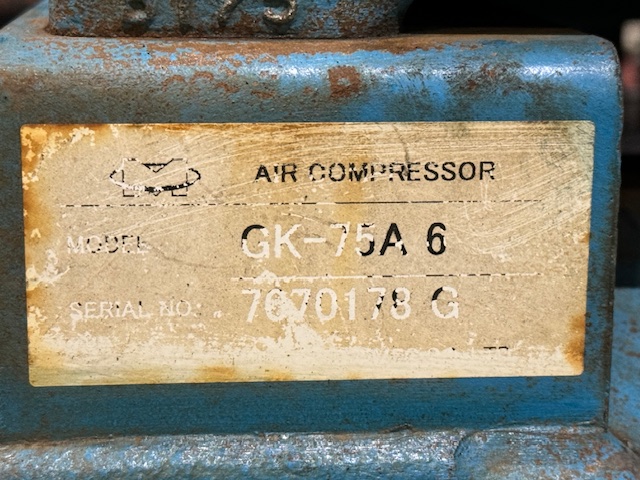 AIR COMPRESSOR
MODEL GK-75A 6
SERIAL NO. 7070178 G